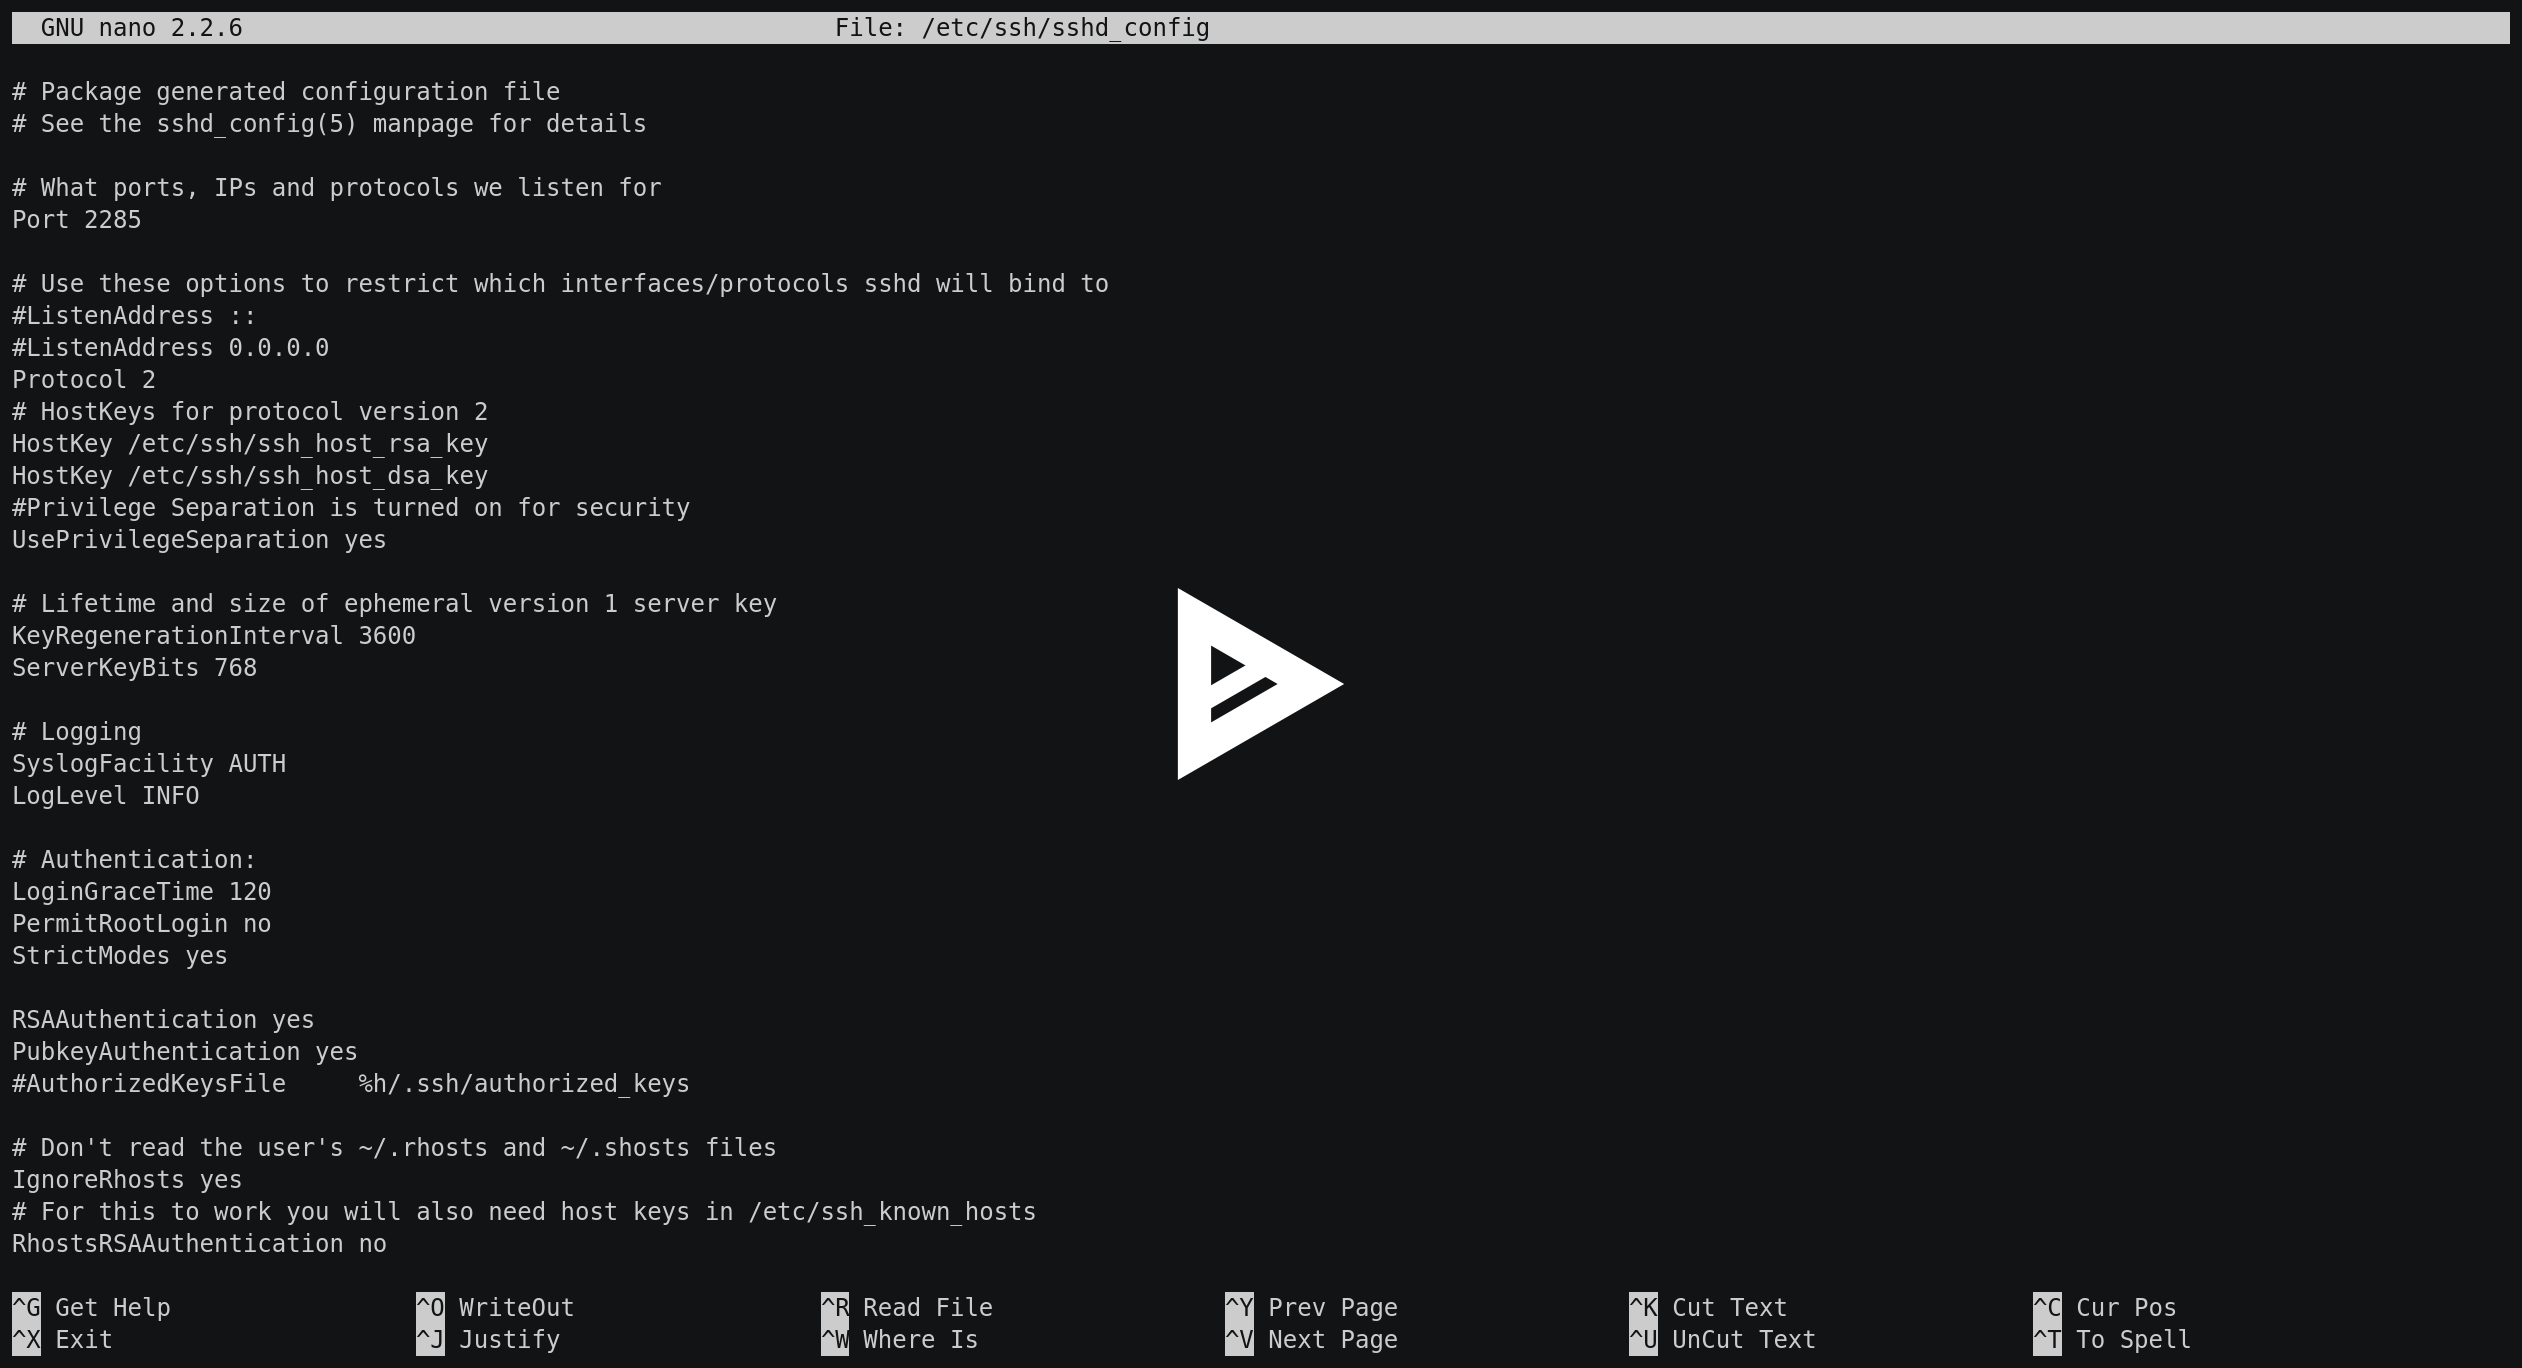 GNU nano 2.2.6 File: /etc/ssh/sshd_config
# Package generated configuration file
# See the sshd_config(5) manpage for details
# What ports, IPs and protocols we listen for
Port 2285
# Use these options to restrict which interfaces/protocols sshd will bind to
#ListenAddress ::
#ListenAddress 0.0.0.0
Protocol 2
# HostKeys for protocol version 2
HostKey /etc/ssh/ssh_host_rsa_key
HostKey /etc/ssh/ssh_host_dsa_key
#Privilege Separation is turned on for security
UsePrivilegeSeparation yes
# Lifetime and size of ephemeral version 1 server key
KeyRegenerationInterval 3600
ServerKeyBits 768
# Logging
SyslogFacility AUTH
LogLevel INFO
# Authentication:
LoginGraceTime 120
PermitRootLogin no
StrictModes yes
RSAAuthentication yes
PubkeyAuthentication yes
#AuthorizedKeysFile     %h/.ssh/authorized_keys
# Don't read the user's ~/.rhosts and ~/.shosts files
IgnoreRhosts yes
# For this to work you will also need host keys in /etc/ssh_known_hosts
RhostsRSAAuthentication no
^G Get Help ^O WriteOut ^R Read File ^Y Prev Page ^K Cut Text ^C Cur Pos
^X Exit ^J Justify ^W Where Is ^V Next Page ^U UnCut Text ^T To Spell